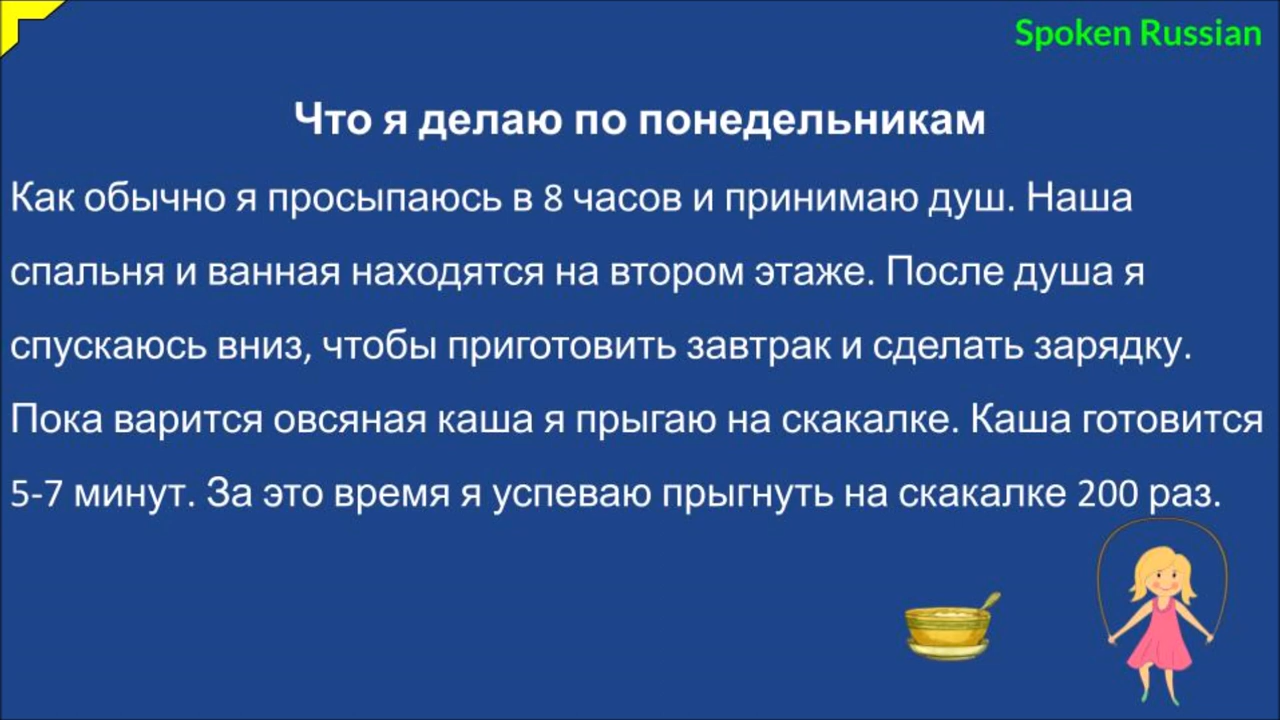 Spoken Russian
Что я делаю по понедельникам
Как обычно я просыпаюсь в 8 часов и принимаю душ. Наша
спальня и ванная находятся на втором этаже. После душа я
спускаюсь вниз, чтобы приготовить завтрак и сделать зарядку.
Пока варится овсяная каша я прыгаю на скакалке. Каша готовится
5-7 минут. За это время я успеваю прыгнуть на скакалке 200 раз.